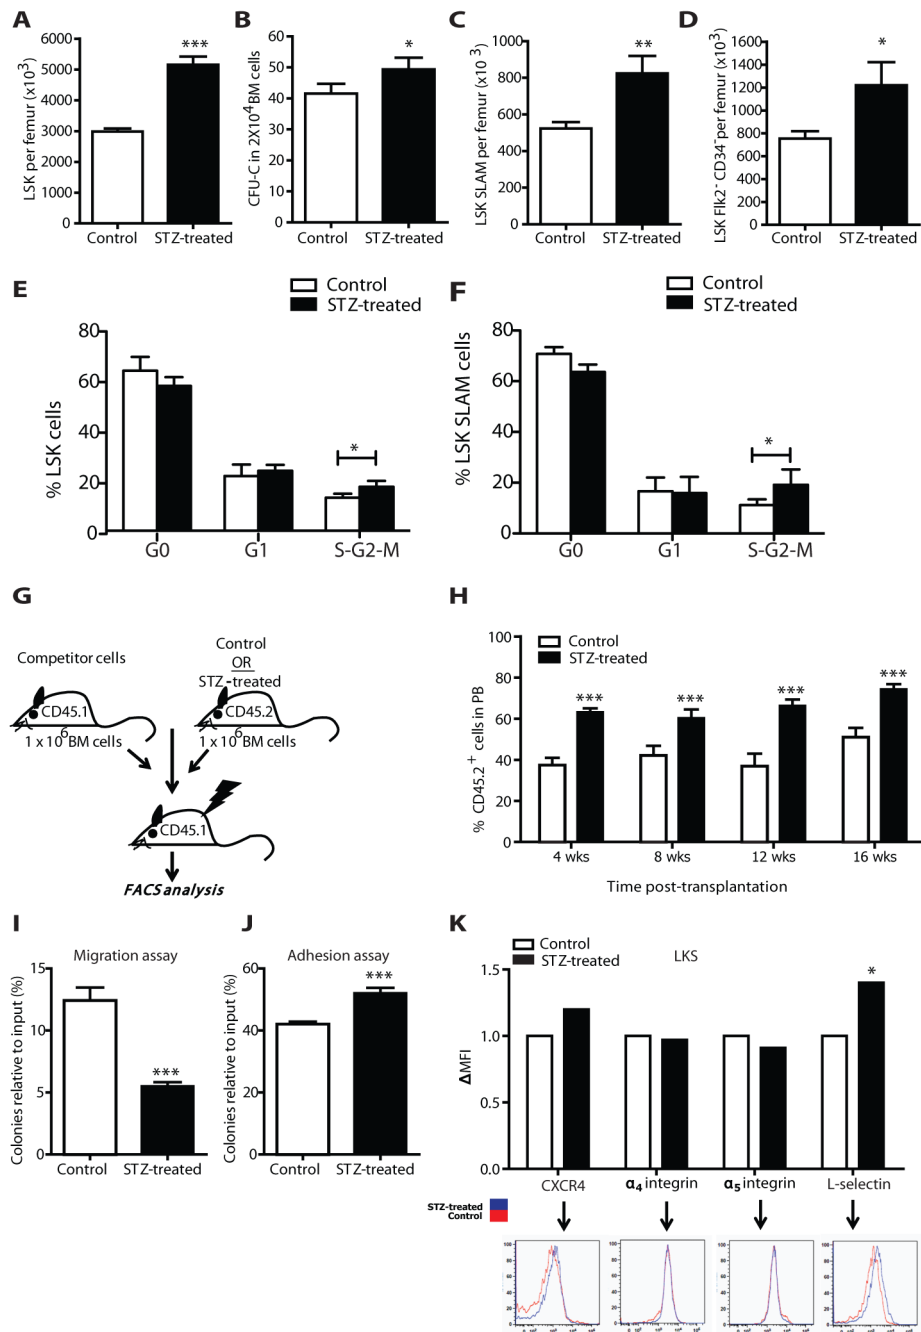 A
LSK per femur (x10³)
6000
5000
4000
3000
2000
1000
0
***
Control STZ-treated
B
CFU-C in 2X10⁴ BM cells
60
50
40
30
20
10
0
*
Control STZ-treated
C
LSK SLAM per femur (x10³)
1000
800
600
400
200
0
**
Control STZ-treated
D
LSK Flk2⁻ CD34⁻ per femur (x10³)
1600
1400
1200
1000
800
600
400
200
0
*
Control STZ-treated
E
Control
STZ-treated
% LSK cells
80
60
40
20
0
*
G0 G1 S-G2-M
F
Control
STZ-treated
% LSK SLAM cells
80
60
40
20
0
*
G0 G1 S-G2-M
G
Competitor cells
Control
OR
STZ-treated
CD45.1
CD45.2
1 x 10⁶ BM cells
1 x 10⁶ BM cells
CD45.1
FACS analysis
H
Control
STZ-treated
% CD45.2⁺ cells in PB
100
80
60
40
20
0
*** *** *** ***
4 wks 8 wks 12 wks 16 wks
Time post-transplantation
I
Migration assay
Colonies relative to input (%)
15
10
5
0
***
Control STZ-treated
J
Adhesion assay
Colonies relative to input (%)
60
40
20
0
***
Control STZ-treated
K
Control
STZ-treated
LKS
ΔMFI
1.5
1.0
0.5
0.0
*
CXCR4 α₄ integrin α₅ integrin L-selectin
STZ-treated
Control